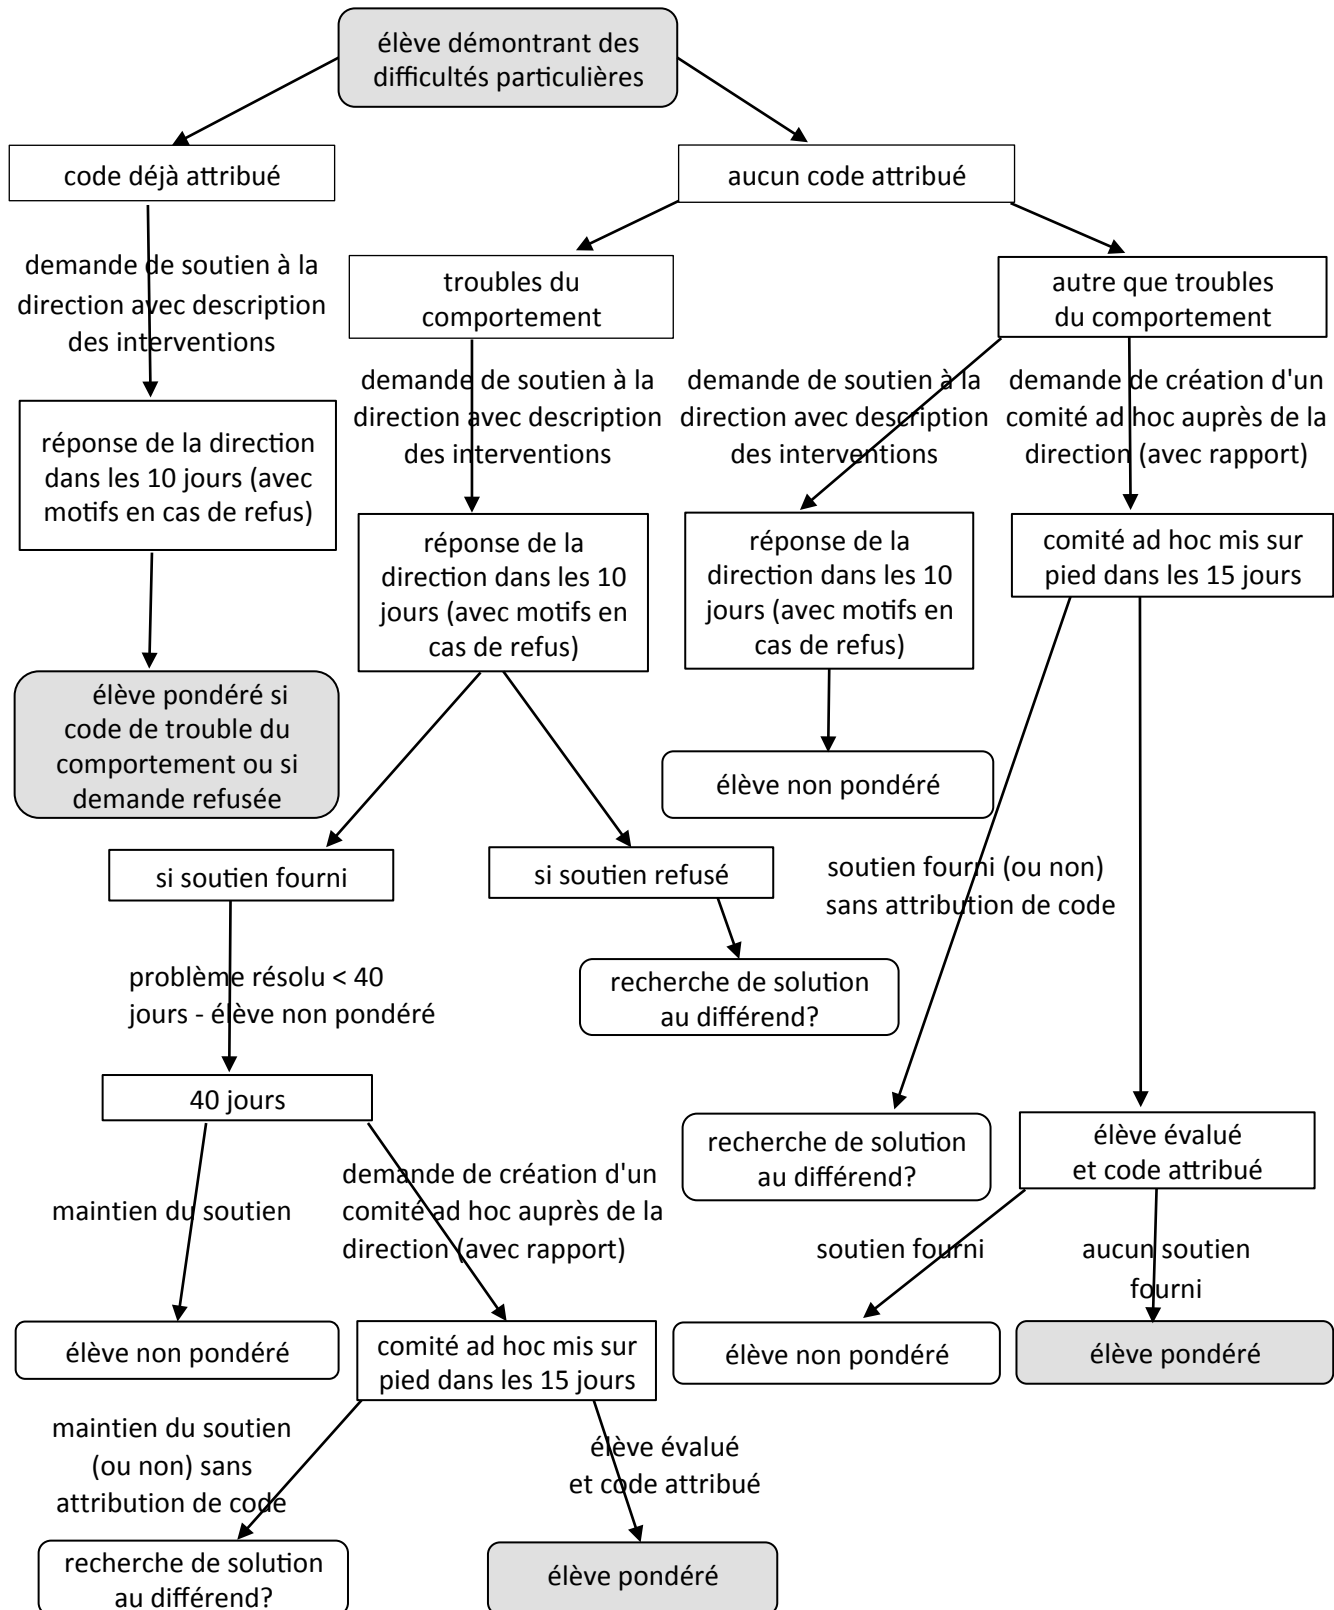 élève démontrant des
difficultés particulières
code déjà attribué
aucun code attribué
demande de soutien à la
direction avec description
des interventions
troubles du
comportement
autre que troubles
du comportement
demande de soutien à la
direction avec description
des interventions
demande de soutien à la
direction avec description
des interventions
demande de création d'un
comité ad hoc auprès de la
direction (avec rapport)
réponse de la direction
dans les 10 jours (avec
motifs en cas de refus)
réponse de la
direction dans les 10
jours (avec motifs en
cas de refus)
réponse de la
direction dans les 10
jours (avec motifs en
cas de refus)
comité ad hoc mis sur
pied dans les 15 jours
élève pondéré si
code de trouble du
comportement ou si
demande refusée
élève non pondéré
si soutien fourni
si soutien refusé
soutien fourni (ou non)
sans attribution de code
problème résolu < 40
jours - élève non pondéré
recherche de solution
au différend?
40 jours
recherche de solution
au différend?
élève évalué
et code attribué
maintien du soutien
demande de création d'un
comité ad hoc auprès de la
direction (avec rapport)
soutien fourni
aucun soutien
fourni
élève non pondéré
comité ad hoc mis sur
pied dans les 15 jours
élève non pondéré
élève pondéré
maintien du soutien
(ou non) sans
attribution de code
élève évalué
et code attribué
recherche de solution
au différend?
élève pondéré